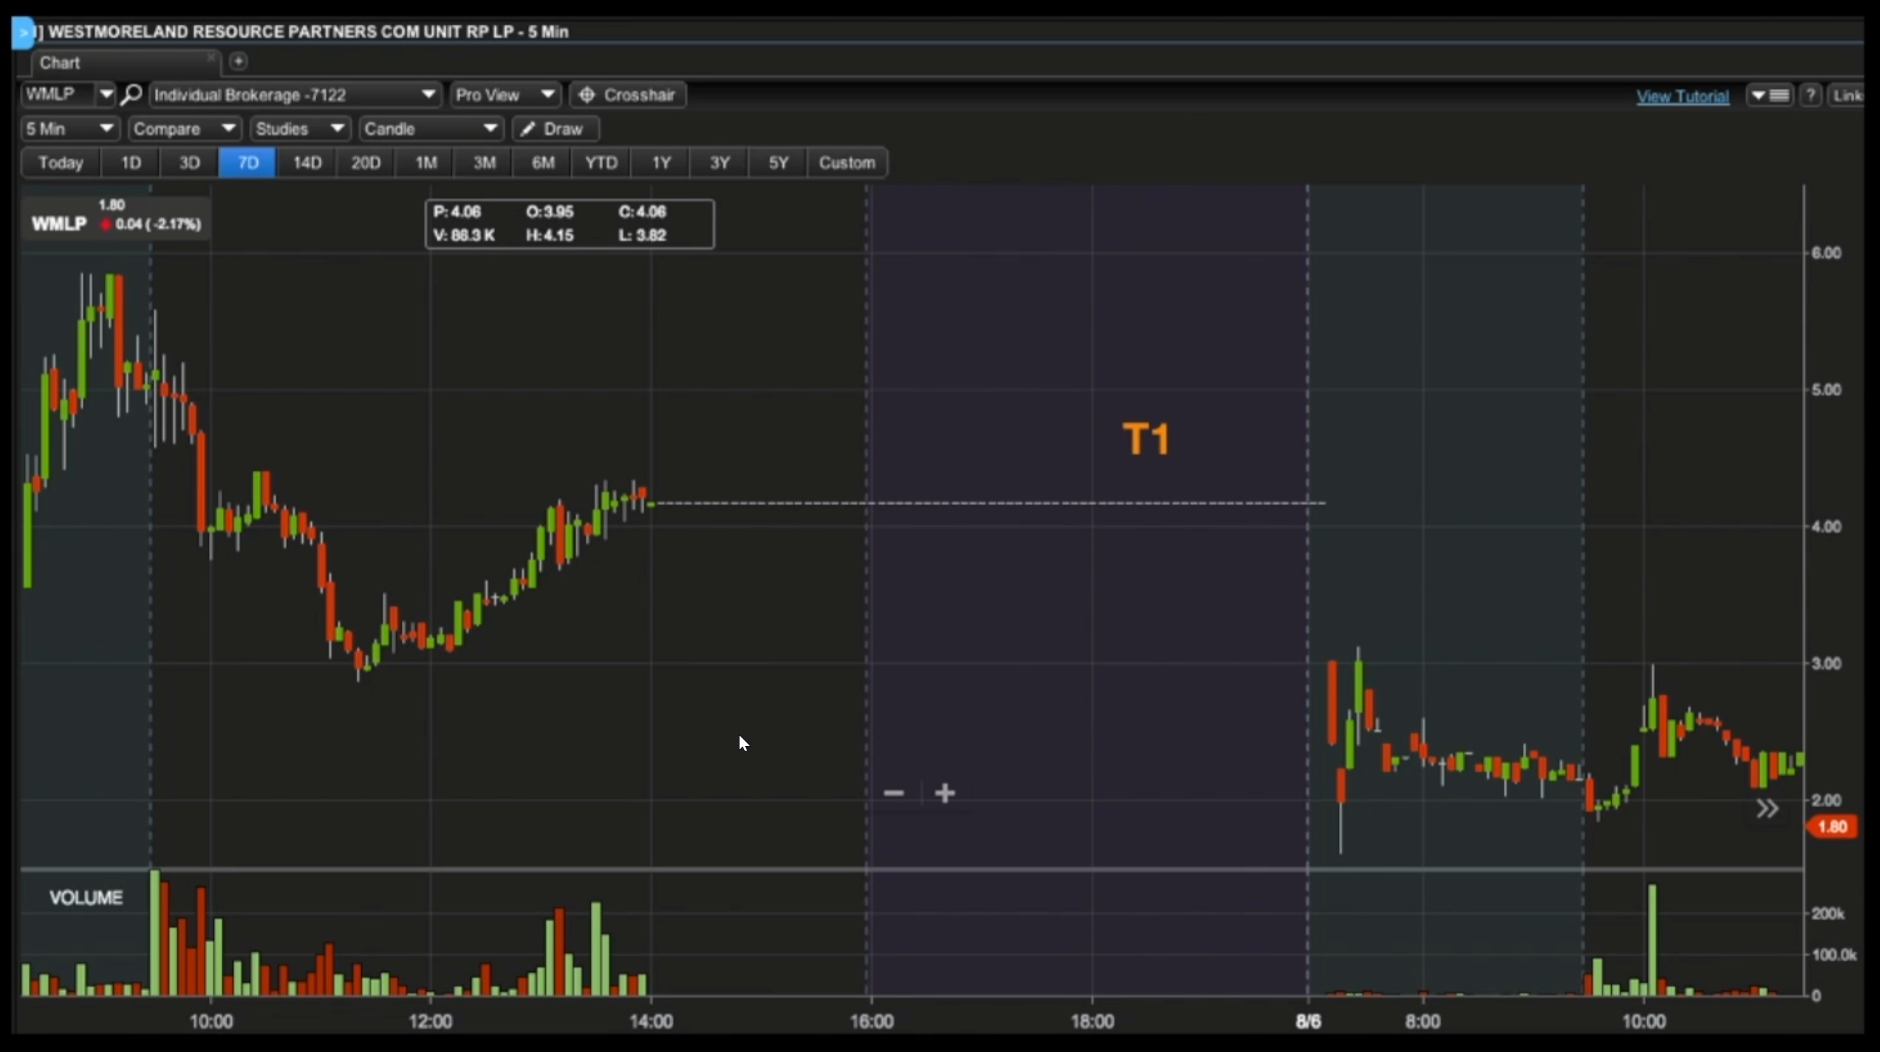 ] WESTMORELAND RESOURCE PARTNERS COM UNIT RP LP - 5 Min
Chart
WMLP Individual Brokerage -7122 Pro View Crosshair View Tutorial ? Link
5 Min Compare Studies Candle Draw
Today 1D 3D 7D 14D 20D 1M 3M 6M YTD 1Y 3Y 5Y Custom
1.80
WMLP 0.04 ( -2.17%)
P: 4.06 O: 3.95 C: 4.06
V: 86.3 K H: 4.15 L: 3.82
6.00
5.00
T1
4.00
3.00
2.00
1.80
VOLUME
200k
100.0k
0
10:00 12:00 14:00 16:00 18:00 8/6 8:00 10:00